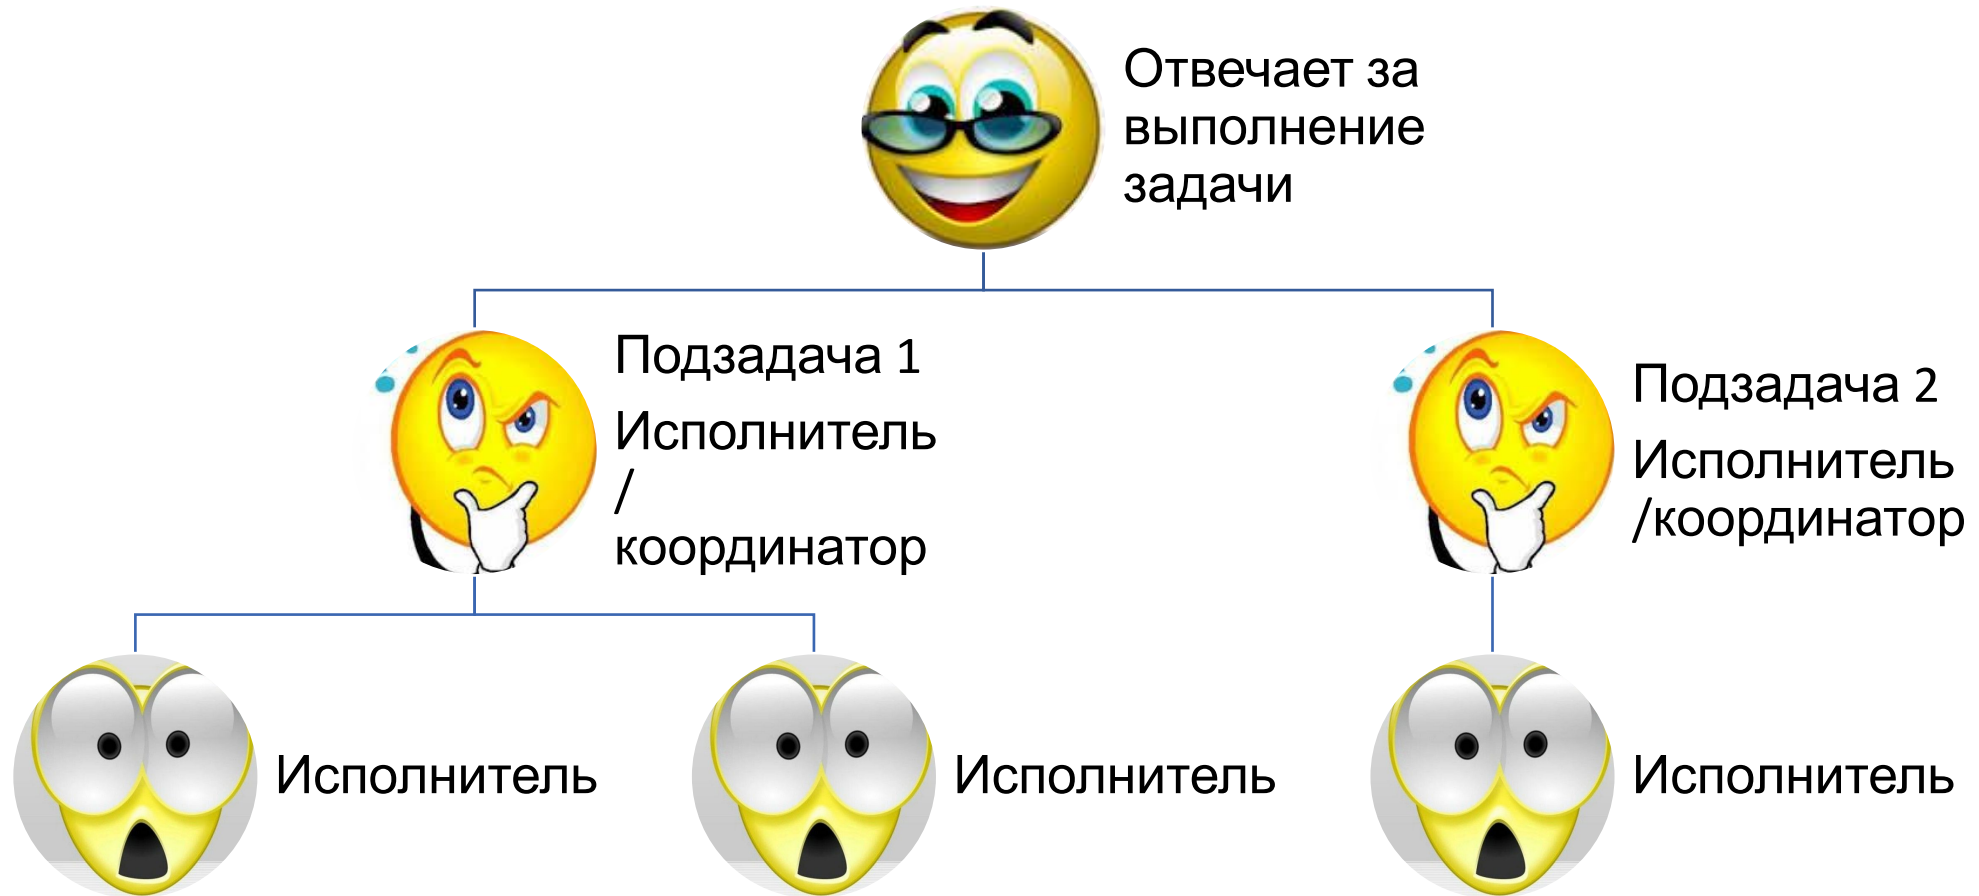 Отвечает за
выполнение
задачи
Подзадача 1
Исполнитель
/
координатор
Подзадача 2
Исполнитель
/координатор
Исполнитель
Исполнитель
Исполнитель